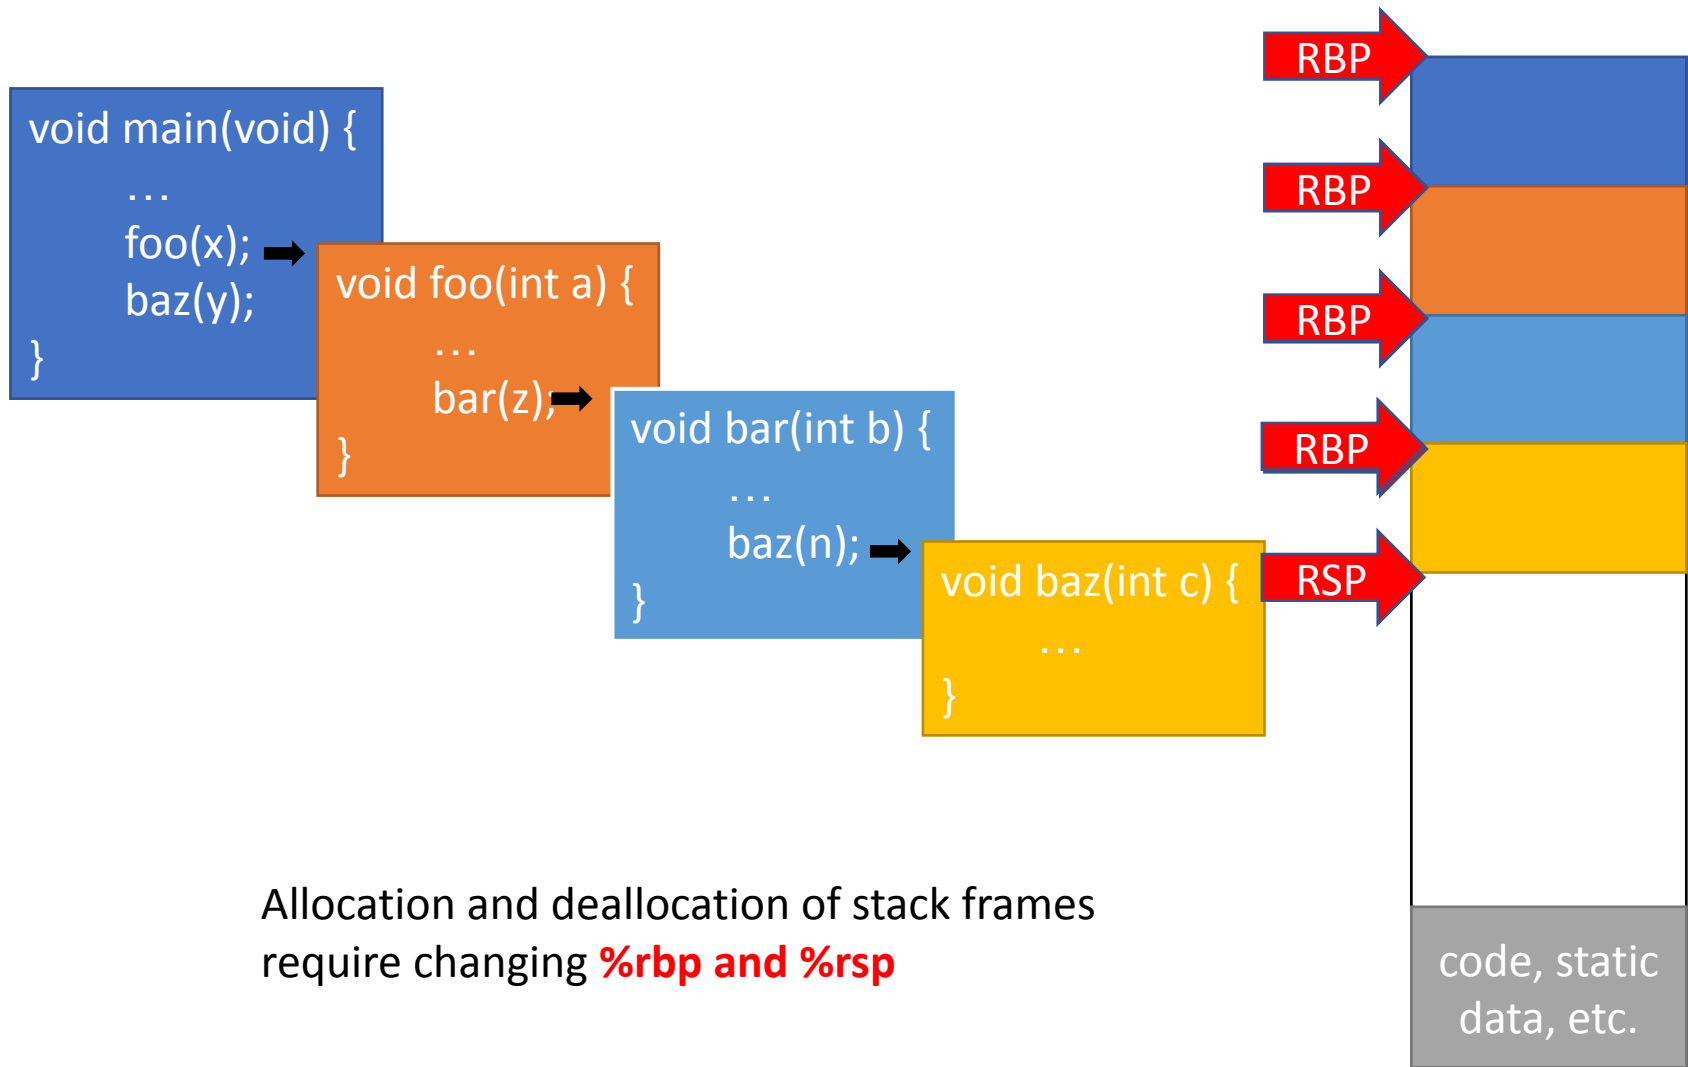 void main(void) {
…
foo(x);
baz(y);
}
void foo(int a) {
…
bar(z);
}
void bar(int b) {
…
baz(n);
}
void baz(int c) {
…
}
RBP
RBP
RBP
RBP
RSP
Allocation and deallocation of stack frames
require changing %rbp and %rsp
code, static
data, etc.